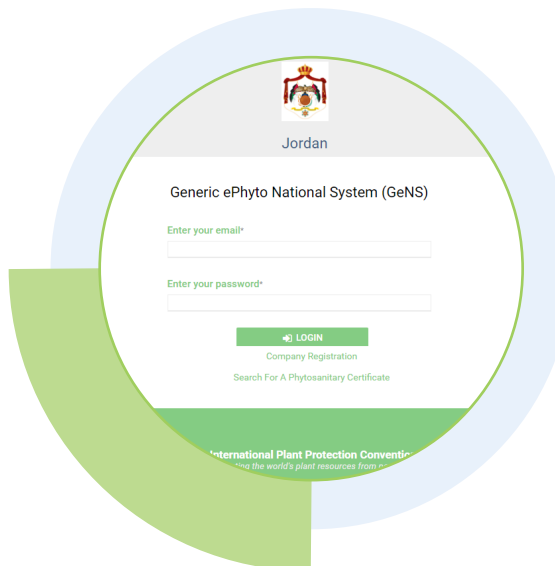 Jordan
Generic ePhyto National System (GeNS)
Enter your email*
Enter your password*
LOGIN
Company Registration
Search For A Phytosanitary Certificate
International Plant Protection Convention
the world's plant resources from